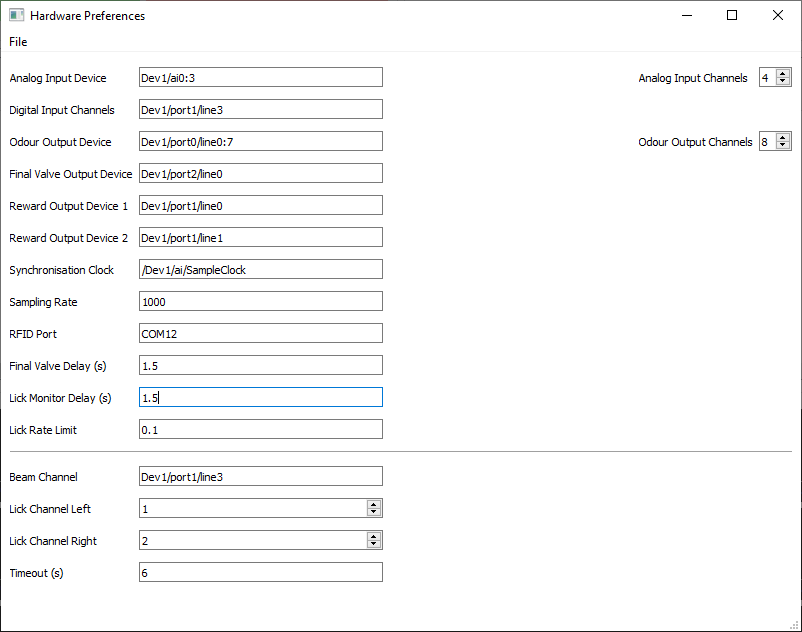 Hardware Preferences
File
Analog Input Device Dev1/ai0:3 Analog Input Channels 4
Digital Input Channels Dev1/port1/line3
Odour Output Device Dev1/port0/line0:7 Odour Output Channels 8
Final Valve Output Device Dev1/port2/line0
Reward Output Device 1 Dev1/port1/line0
Reward Output Device 2 Dev1/port1/line1
Synchronisation Clock /Dev1/ai/SampleClock
Sampling Rate 1000
RFID Port COM12
Final Valve Delay (s) 1.5
Lick Monitor Delay (s) 1.5
Lick Rate Limit 0.1
Beam Channel Dev1/port1/line3
Lick Channel Left 1
Lick Channel Right 2
Timeout (s) 6